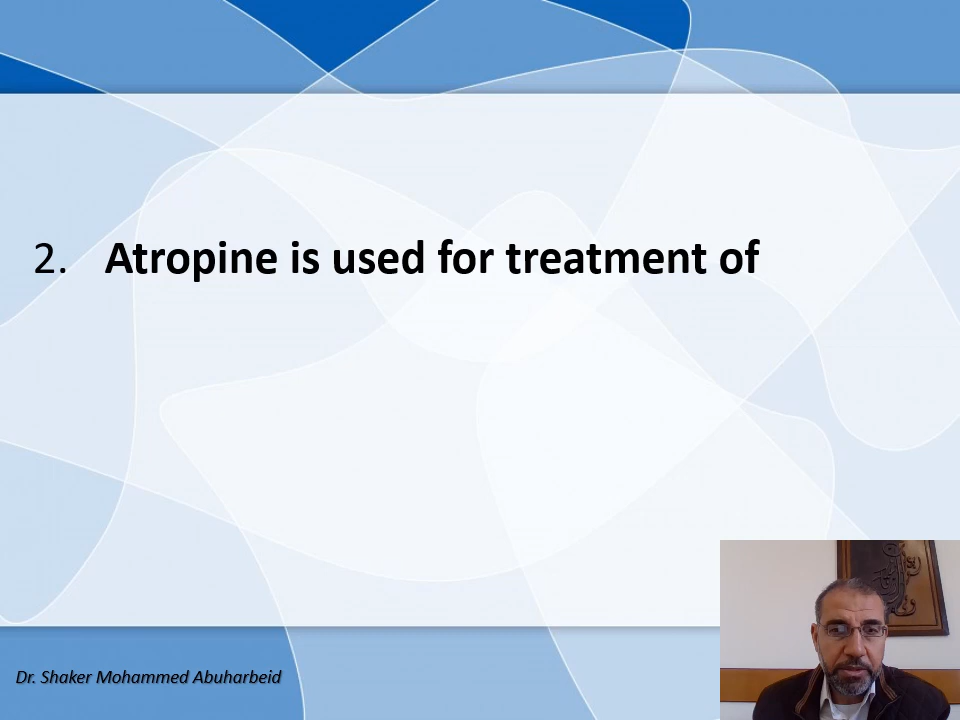 2. Atropine is used for treatment of
Dr. Shaker Mohammed Abuharbeid